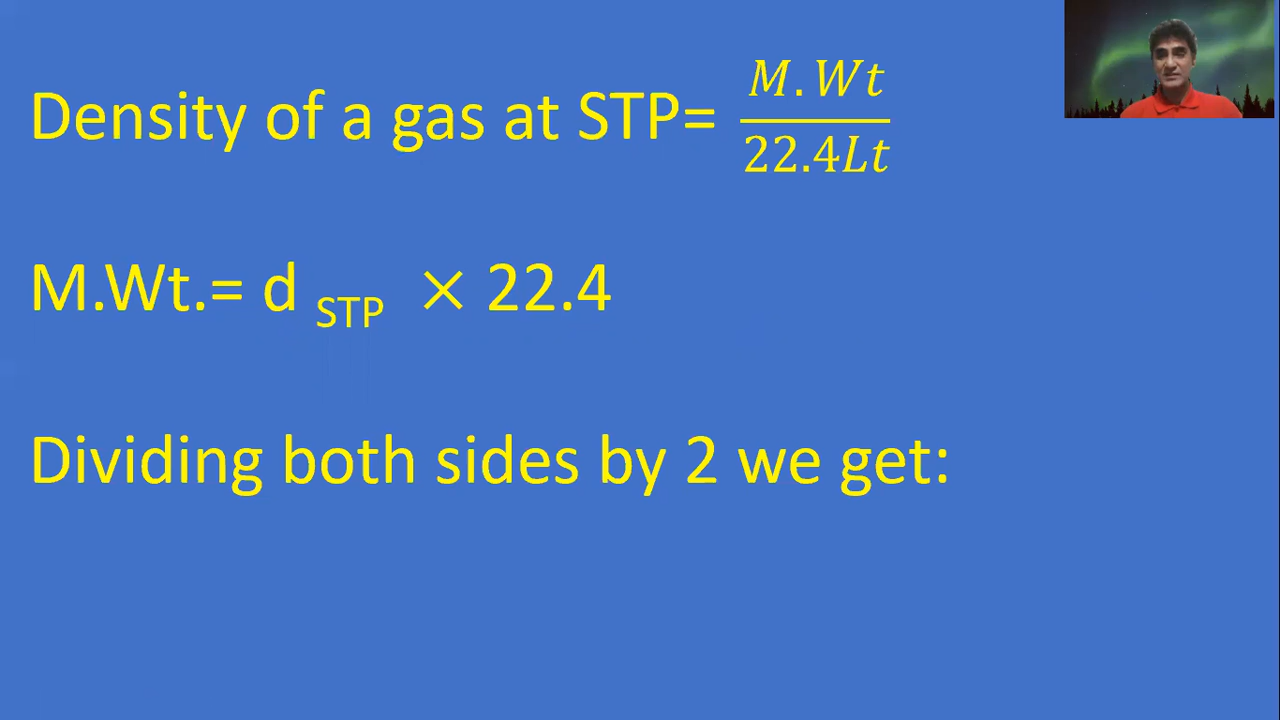 Density of a gas at STP= M.Wt / 22.4Lt
M.Wt.= d STP × 22.4
Dividing both sides by 2 we get: